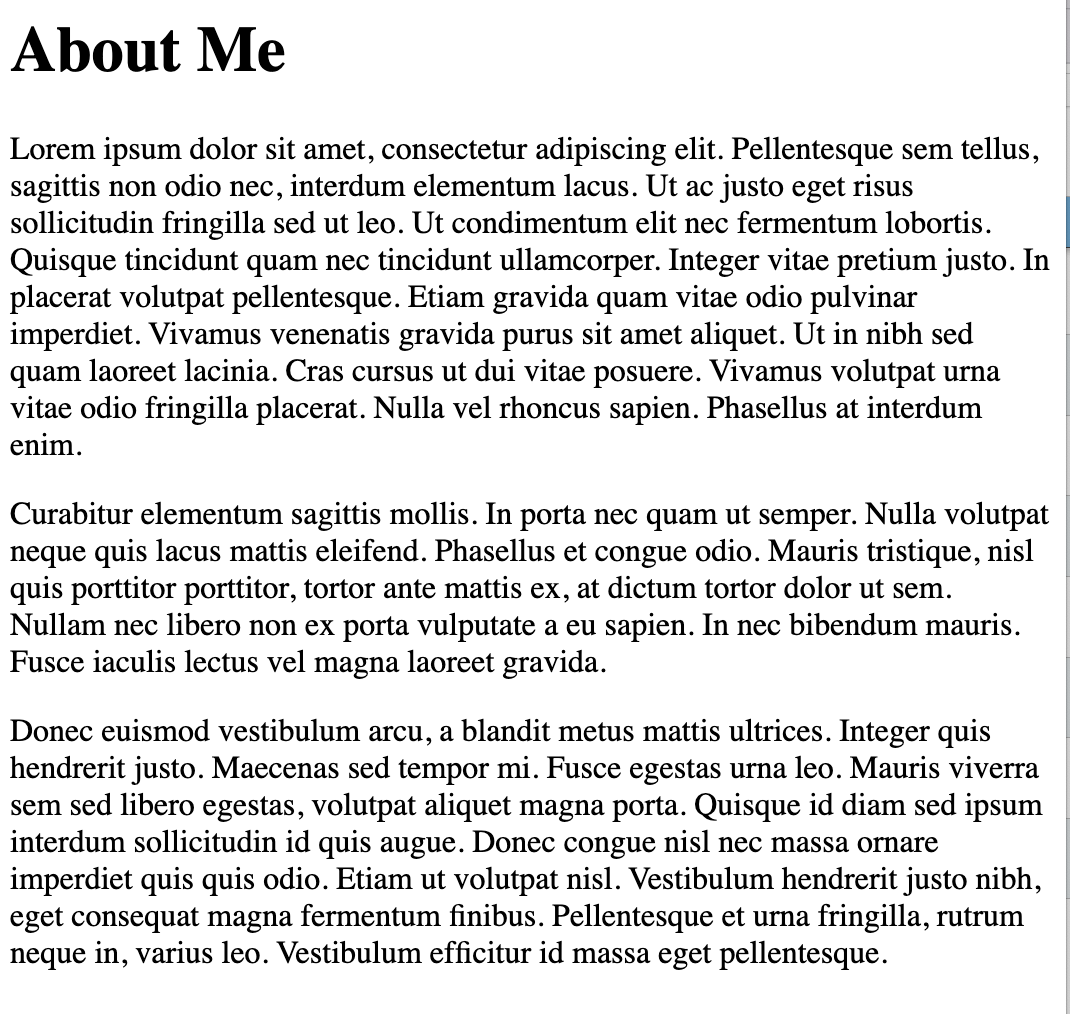 About Me
Lorem ipsum dolor sit amet, consectetur adipiscing elit. Pellentesque sem tellus,
sagittis non odio nec, interdum elementum lacus. Ut ac justo eget risus
sollicitudin fringilla sed ut leo. Ut condimentum elit nec fermentum lobortis.
Quisque tincidunt quam nec tincidunt ullamcorper. Integer vitae pretium justo. In
placerat volutpat pellentesque. Etiam gravida quam vitae odio pulvinar
imperdiet. Vivamus venenatis gravida purus sit amet aliquet. Ut in nibh sed
quam laoreet lacinia. Cras cursus ut dui vitae posuere. Vivamus volutpat urna
vitae odio fringilla placerat. Nulla vel rhoncus sapien. Phasellus at interdum
enim.
Curabitur elementum sagittis mollis. In porta nec quam ut semper. Nulla volutpat
neque quis lacus mattis eleifend. Phasellus et congue odio. Mauris tristique, nisl
quis porttitor porttitor, tortor ante mattis ex, at dictum tortor dolor ut sem.
Nullam nec libero non ex porta vulputate a eu sapien. In nec bibendum mauris.
Fusce iaculis lectus vel magna laoreet gravida.
Donec euismod vestibulum arcu, a blandit metus mattis ultrices. Integer quis
hendrerit justo. Maecenas sed tempor mi. Fusce egestas urna leo. Mauris viverra
sem sed libero egestas, volutpat aliquet magna porta. Quisque id diam sed ipsum
interdum sollicitudin id quis augue. Donec congue nisl nec massa ornare
imperdiet quis quis odio. Etiam ut volutpat nisl. Vestibulum hendrerit justo nibh,
eget consequat magna fermentum finibus. Pellentesque et urna fringilla, rutrum
neque in, varius leo. Vestibulum efficitur id massa eget pellentesque.